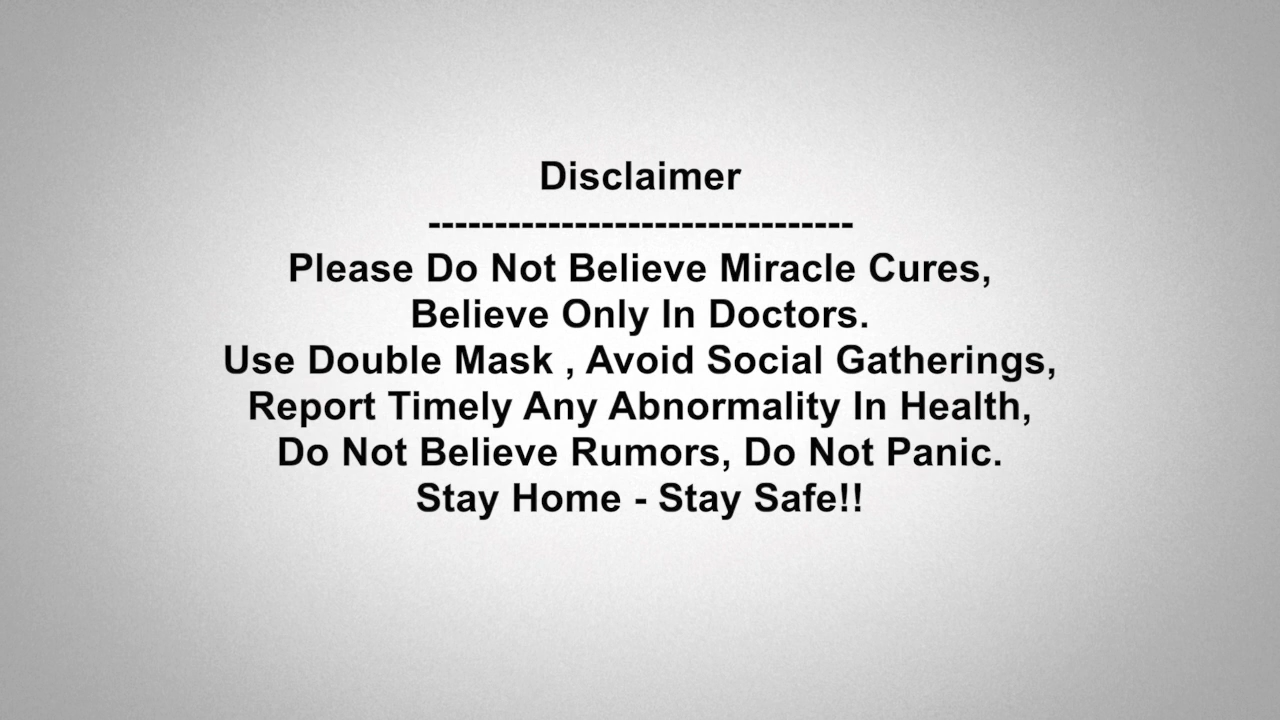 Disclaimer
--------------------------------
Please Do Not Believe Miracle Cures,
Believe Only In Doctors.
Use Double Mask , Avoid Social Gatherings,
Report Timely Any Abnormality In Health,
Do Not Believe Rumors, Do Not Panic.
Stay Home - Stay Safe!!